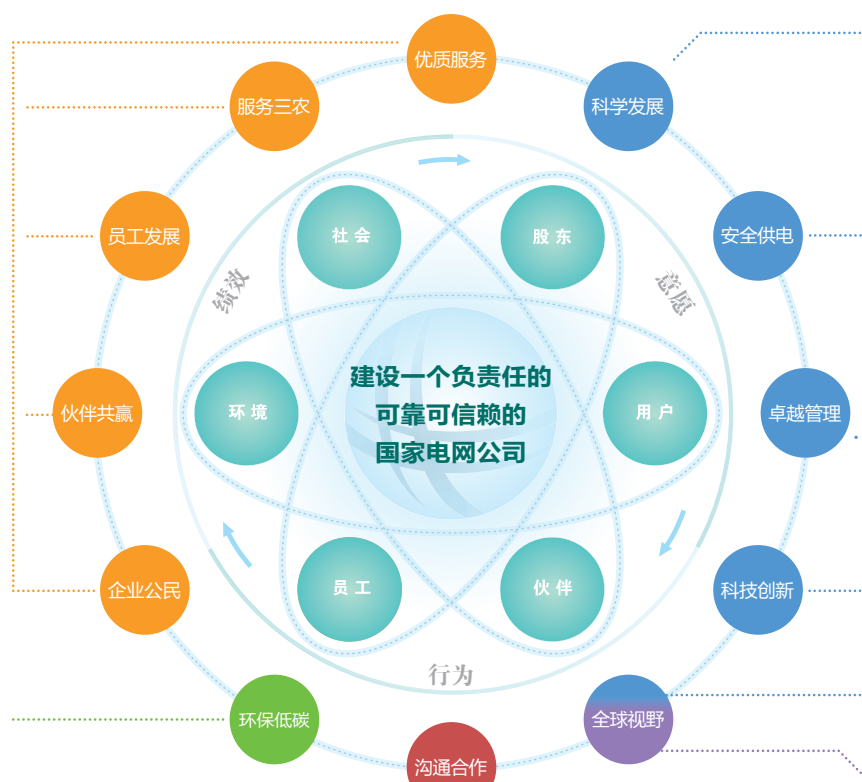 优质服务
服务三农
科学发展
社会
股东
员工发展
安全供电
绩效
意愿
建设一个负责任的
可靠可信赖的
国家电网公司
伙伴共赢
环境
用户
卓越管理
员工
伙伴
企业公民
科技创新
行为
环保低碳
全球视野
沟通合作